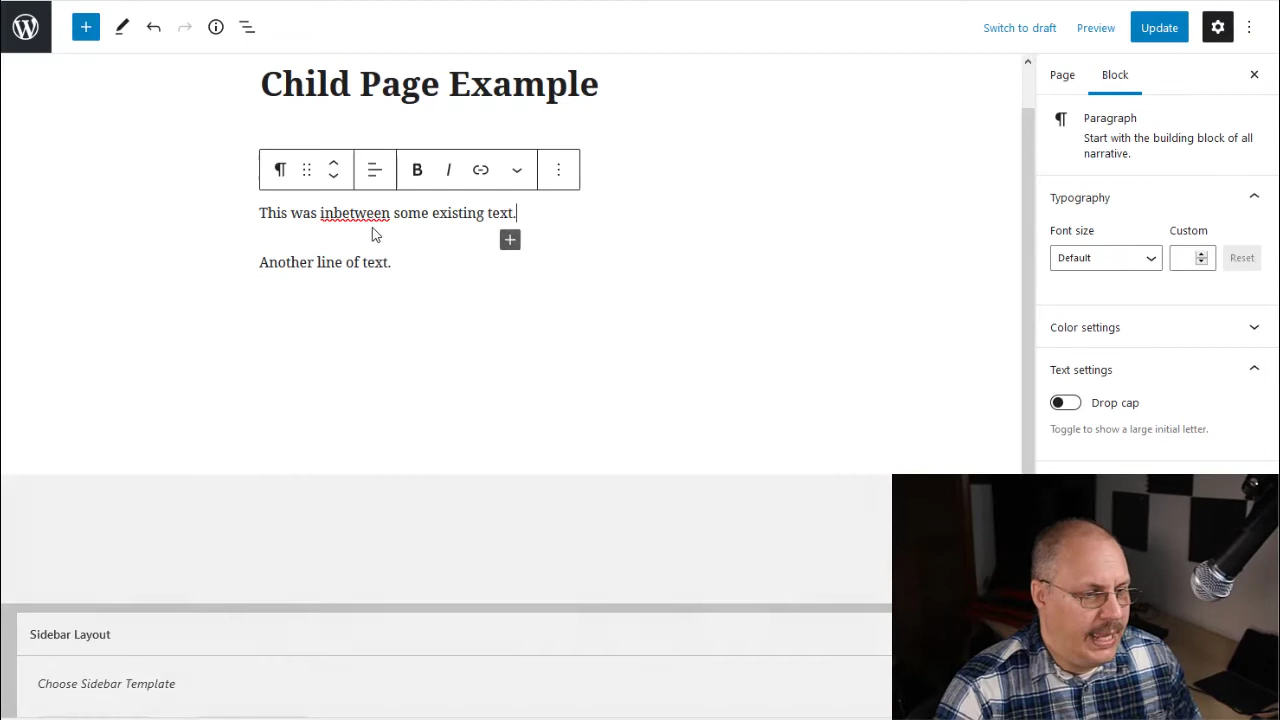 Switch to draft Preview Update
Child Page Example
Page Block
Paragraph
Start with the building block of all
narrative.
B I
Typography
This was inbetween some existing text.
Font size Custom
Default Reset
Another line of text.
Color settings
Text settings
Drop cap
Toggle to show a large initial letter.
Sidebar Layout
Choose Sidebar Template